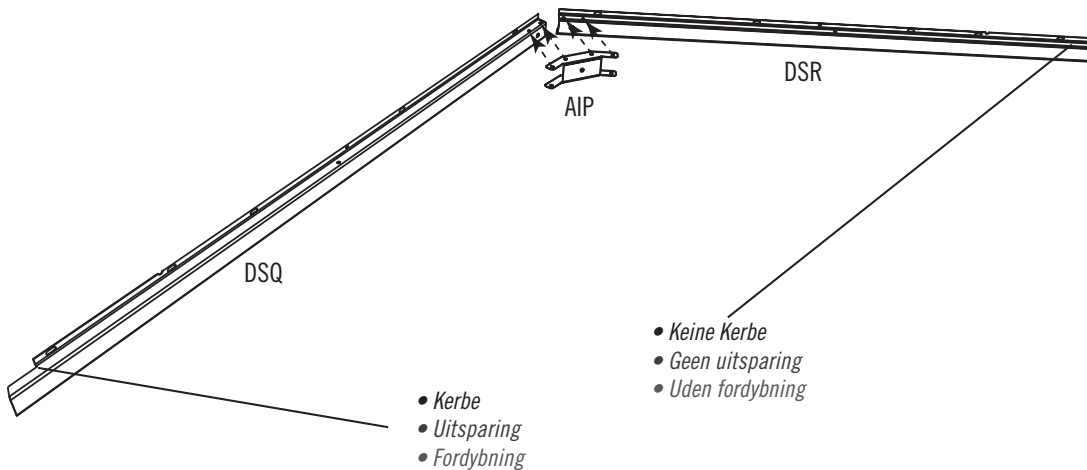 DSR
AIP
DSQ
• Keine Kerbe
• Geen uitsparing
• Uden fordybning
• Kerbe
• Uitsparing
• Fordybning